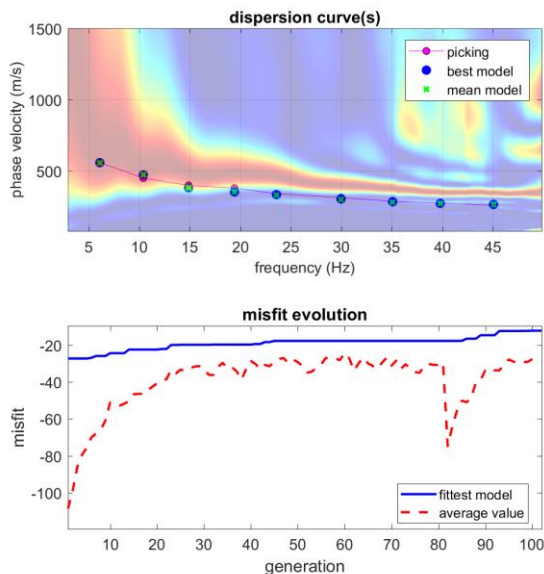 dispersion curve(s)
1500
1000
500
phase velocity (m/s)
picking
best model
mean model
5 10 15 20 25 30 35 40 45
frequency (Hz)
misfit evolution
-20
-40
-60
-80
-100
misfit
fittest model
average value
10 20 30 40 50 60 70 80 90 100
generation